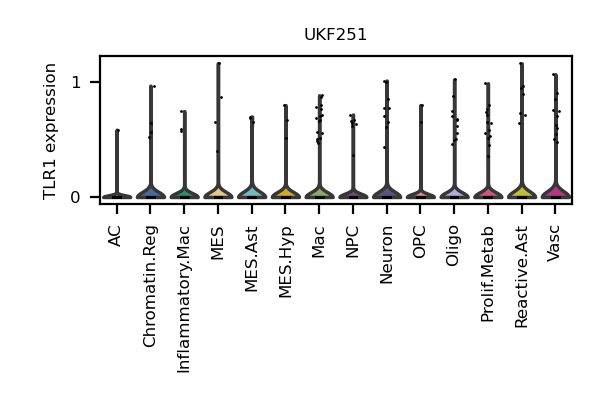 UKF251
TLR1 expression
1
0
AC
Chromatin.Reg
Inflammatory.Mac
MES
MES.Ast
MES.Hyp
Mac
NPC
Neuron
OPC
Oligo
Prolif.Metab
Reactive.Ast
Vasc